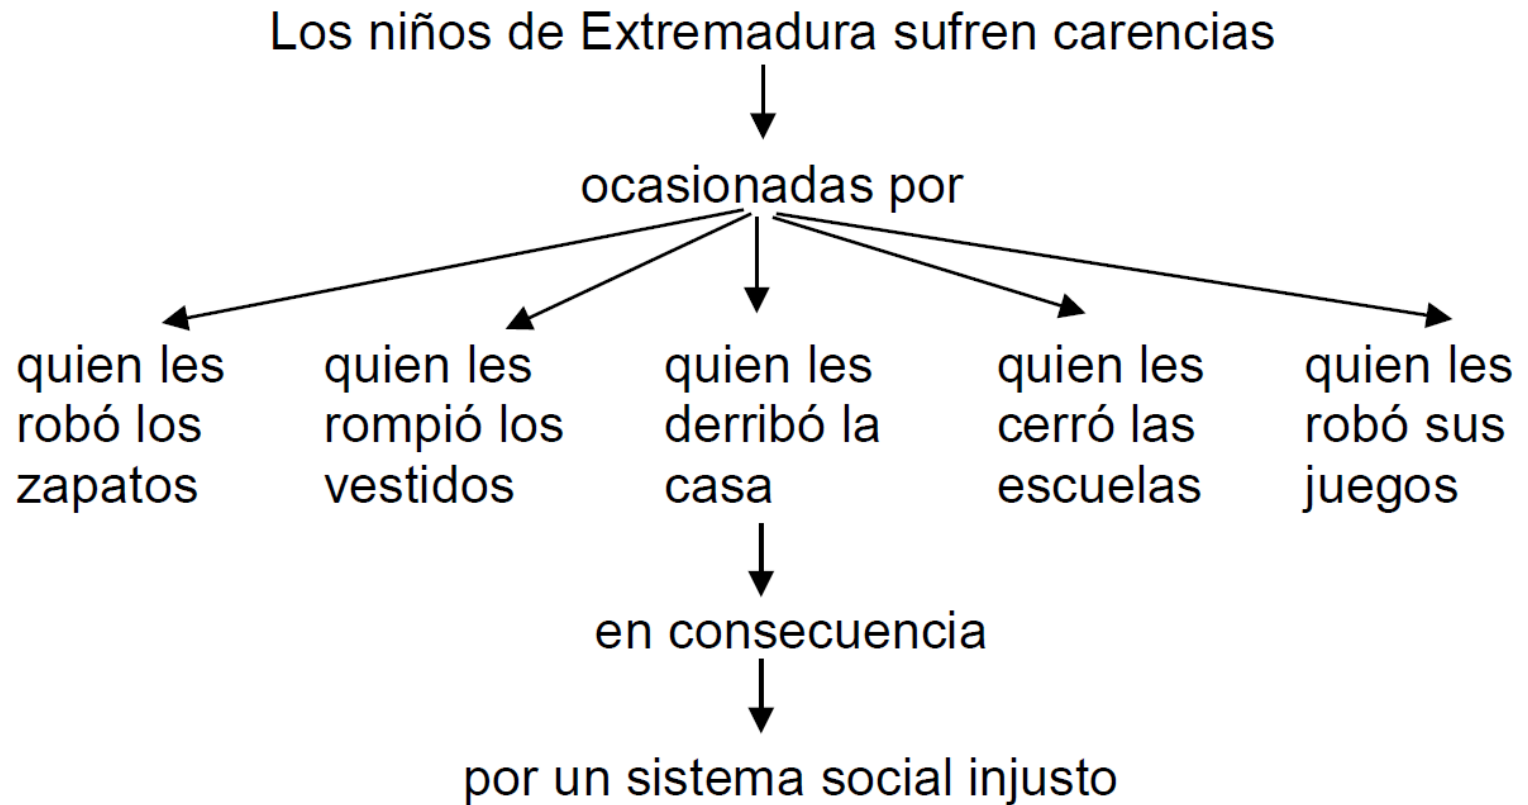 Los niños de Extremadura sufren carencias
ocasionadas por
quien les
robó los
zapatos
quien les
rompió los
vestidos
quien les
derribó la
casa
quien les
cerró las
escuelas
quien les
robó sus
juegos
en consecuencia
por un sistema social injusto